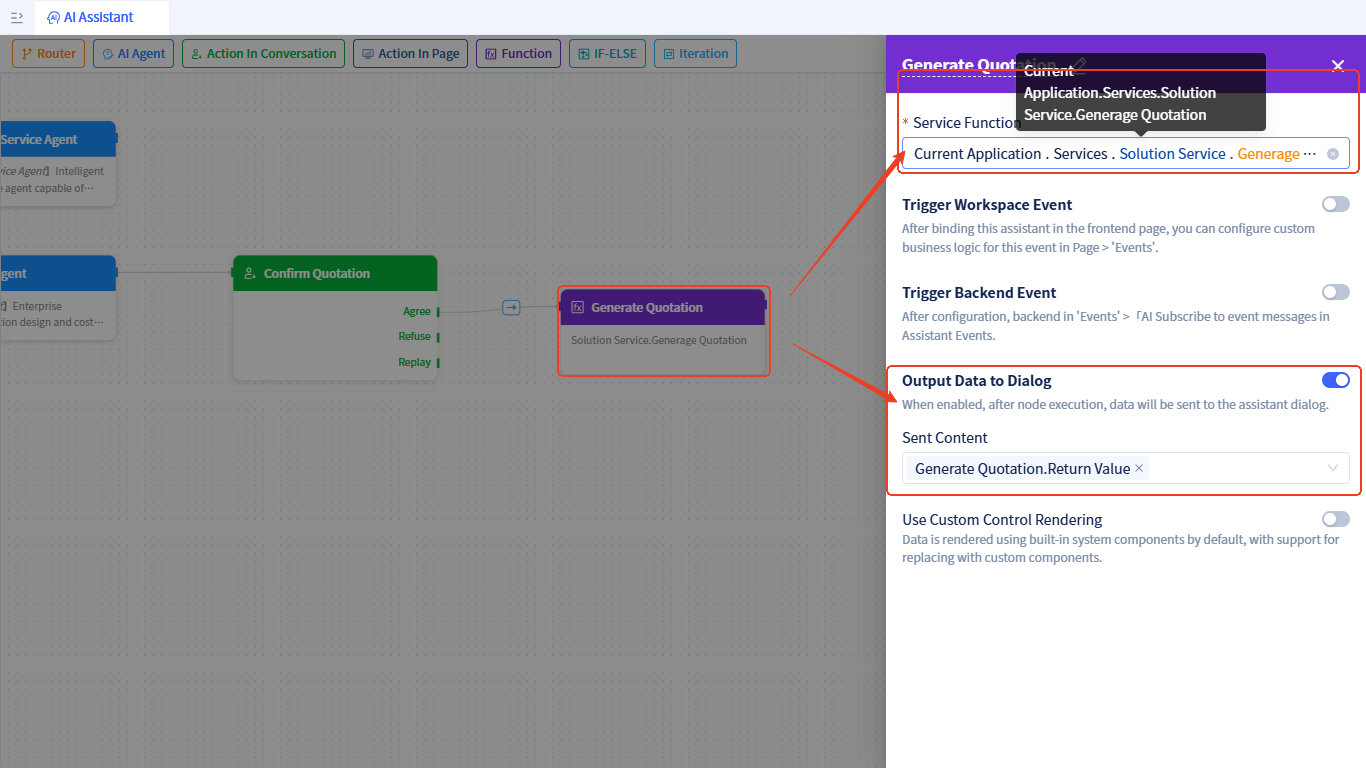 AI Assistant
Router
AI Agent
Action In Conversation
Action In Page
Function
IF-ELSE
Iteration
Service Agent
vice Agent】 Intelligent
e agent capable of···
gent
f】 Enterprise
ion design and cost···
Confirm Quotation
Agree
Refuse
Replay
Generate Quotation
Solution Service.Generage Quotation
Generate Quotation
Current
Application.Services.Solution
Service.Generage Quotation
* Service Function
Current Application . Services . Solution Service . Generage ···
Trigger Workspace Event
After binding this assistant in the frontend page, you can configure custom
business logic for this event in Page > 'Events'.
Trigger Backend Event
After configuration, backend in 'Events' >「AI Subscribe to event messages in
Assistant Events.
Output Data to Dialog
When enabled, after node execution, data will be sent to the assistant dialog.
Sent Content
Generate Quotation.Return Value ×
Use Custom Control Rendering
Data is rendered using built-in system components by default, with support for
replacing with custom components.